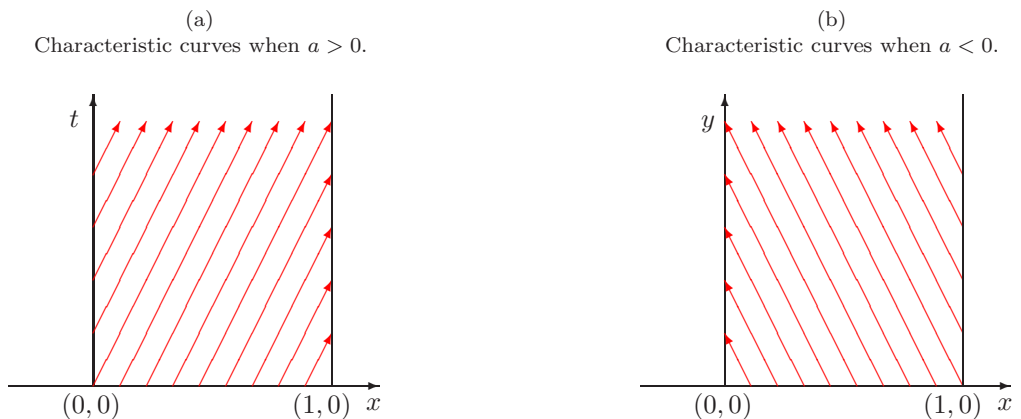 (a)
Characteristic curves when $a > 0$.
t
(0, 0)
(1, 0)
x
(b)
Characteristic curves when $a < 0$.
y
(0, 0)
(1, 0)
x